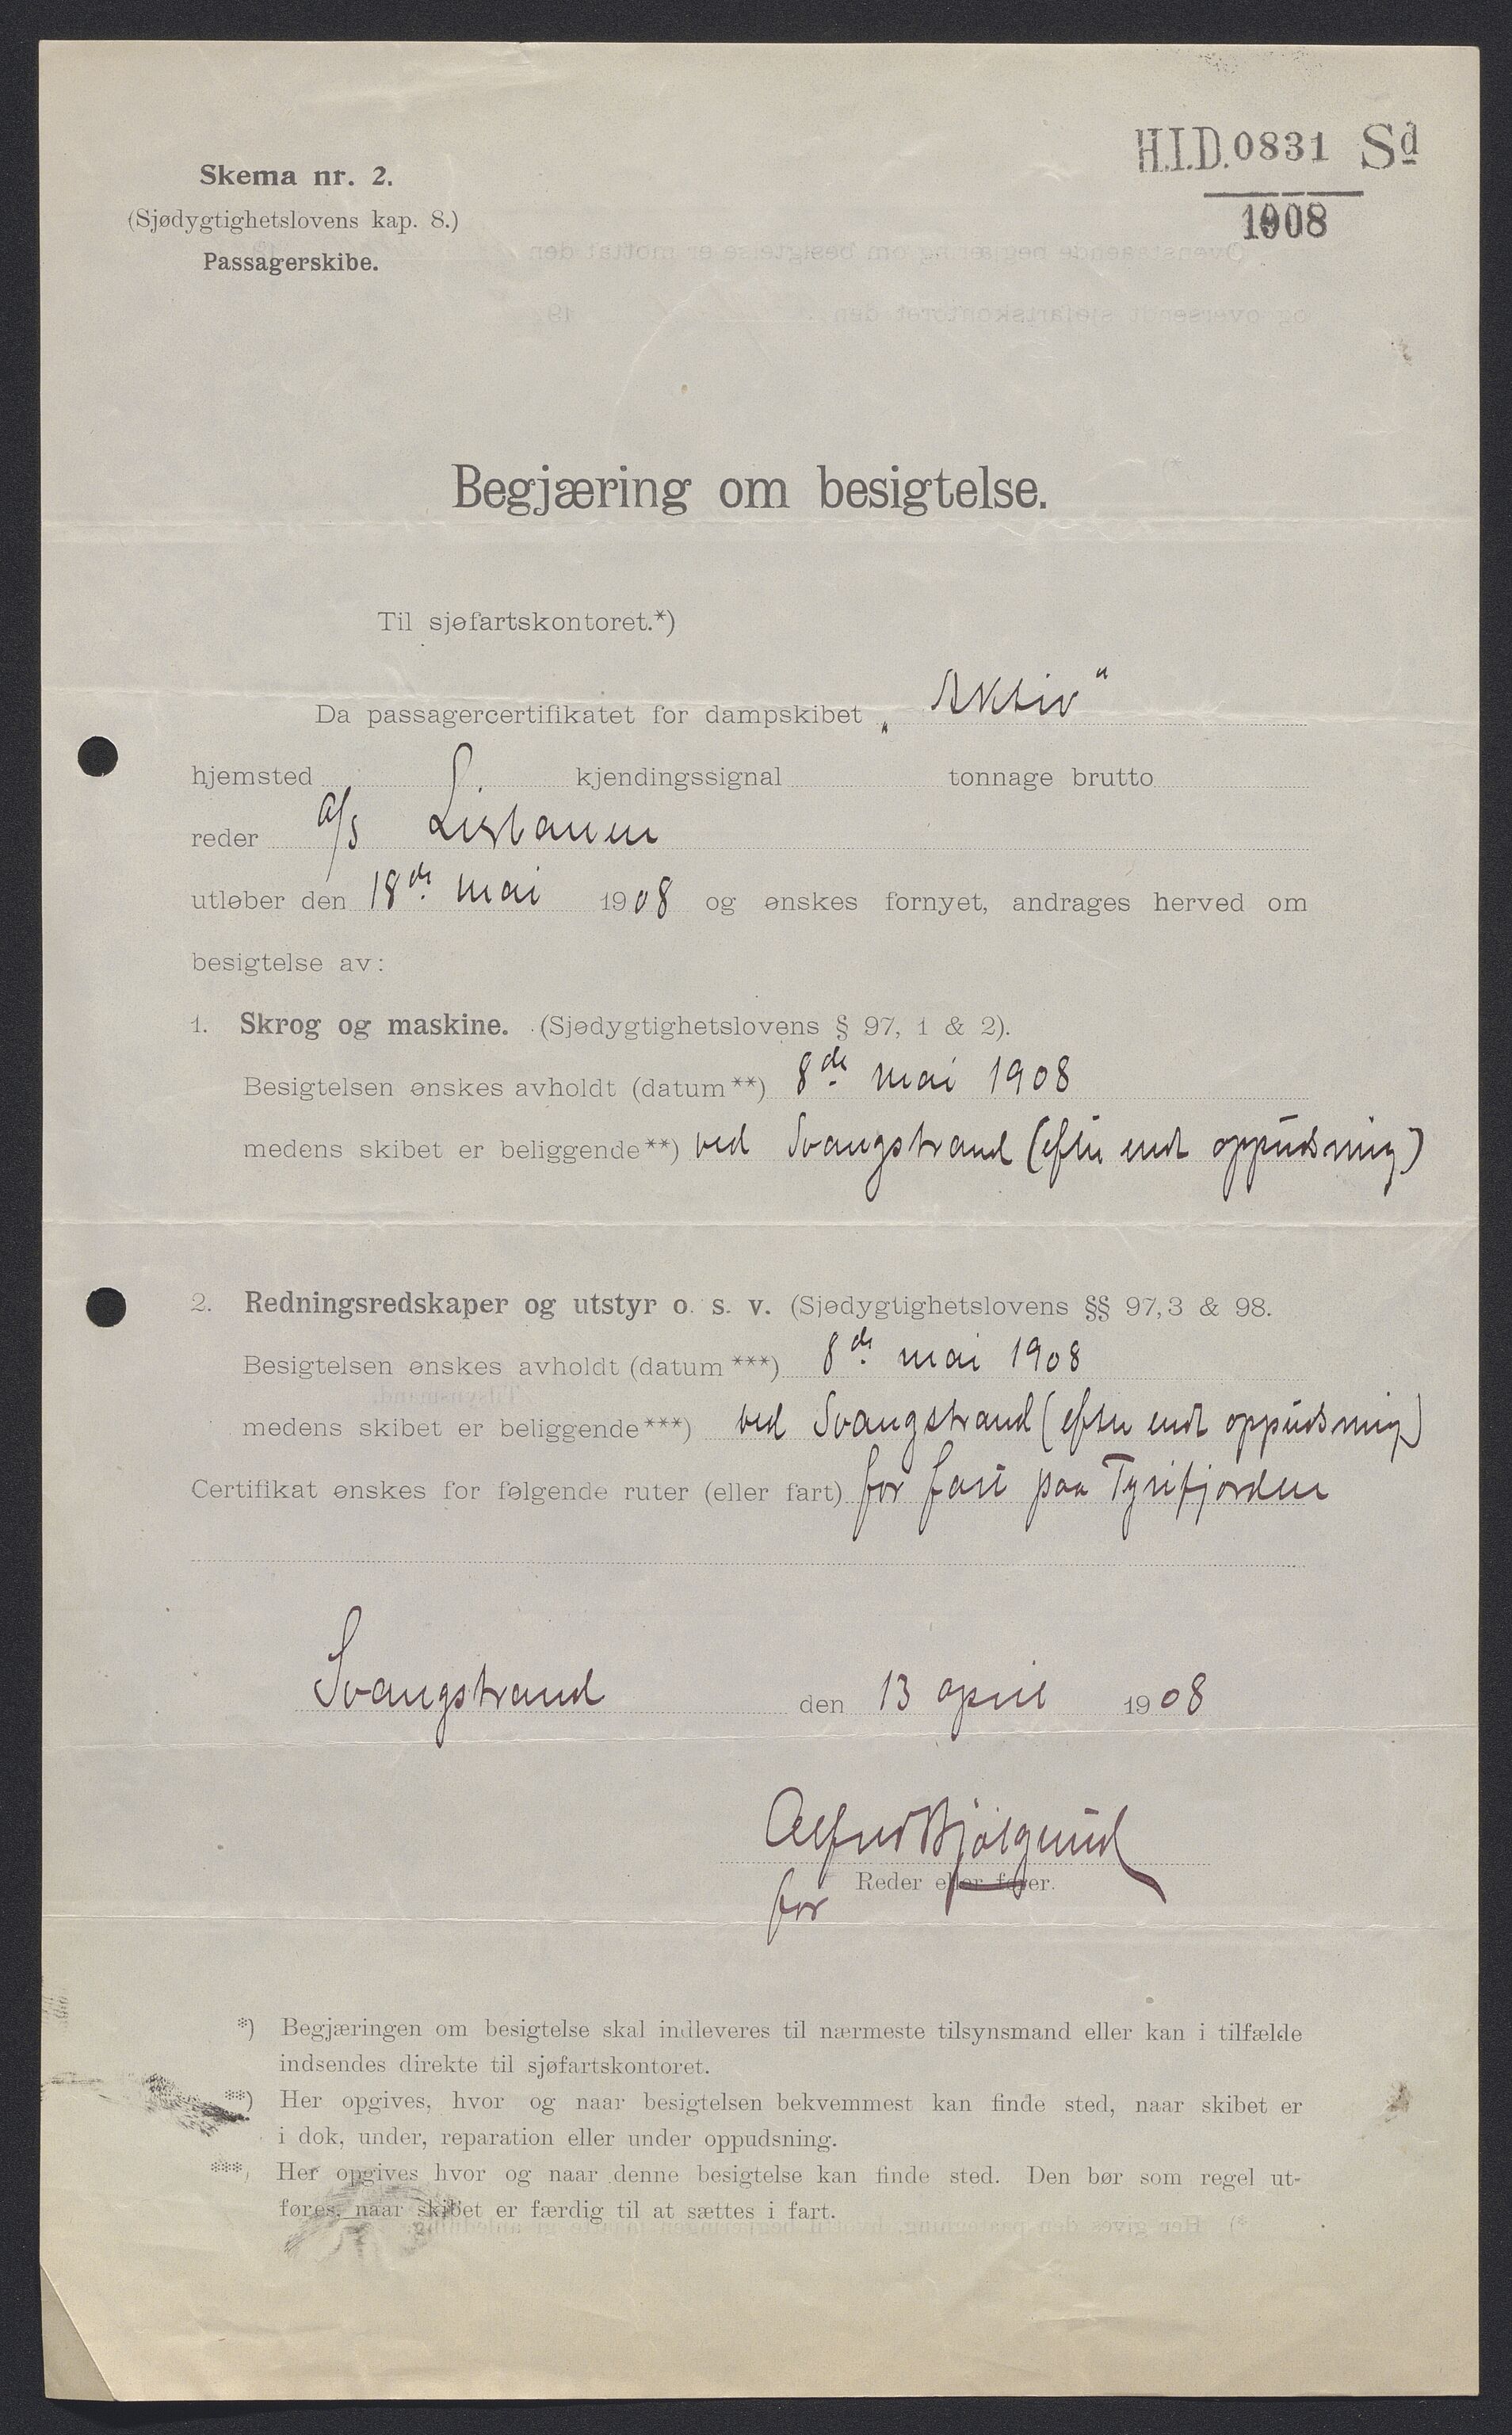 H.I.D. 0831 Sd
1908
Skema nr. 2.
(Sjødygtighetslovens kap. 8.)
Passagerskibe.
Begjæring om besigtelse.
Til sjøfartskontoret.*)
Da passagercertifikatet for dampskibet „Aktiv“
hjemsted kjendingssignal tonnage brutto
reder A/S
utløber den 18de mai 1908 og ønskes fornyet, andrages herved om
besigtelse av:
1. Skrog og maskine. (Sjødygtighetslovens § 97, 1 & 2).
Besigtelsen ønskes avholdt (datum**) 8de mai 1908
medens skibet er beliggende**) ved Svangstrand (efter endt oppudsning)
2. Redningsredskaper og utstyr o. s. v. (Sjødygtighetslovens §§ 97,3 & 98.
Besigtelsen ønskes avholdt (datum***) 8de mai 1908
medens skibet er beliggende***) ved Svangstrand (efter endt oppudsning)
Certifikat ønskes for følgende ruter (eller fart) for fart paa Tyrifjorden
Svangstrand den 13 april 1908
Alfred
Reder eller fører.
for
*) Begjæringen om besigtelse skal indleveres til nærmeste tilsynsmand eller kan i tilfælde
indsendes direkte til sjøfartskontoret.
**) Her opgives, hvor og naar besigtelsen bekvemmest kan finde sted, naar skibet er
i dok, under, reparation eller under oppudsning.
***) Her opgives hvor og naar denne besigtelse kan finde sted. Den bør som regel ut-
føres, naar skibet er færdig til at sættes i fart.